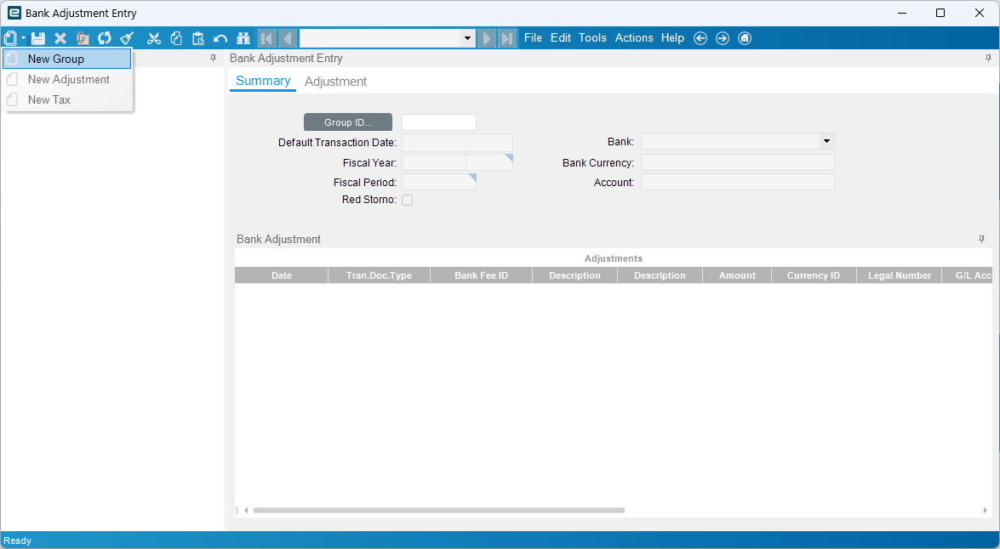 Bank Adjustment Entry
File Edit Tools Actions Help
New Group
New Adjustment
New Tax
Bank Adjustment Entry
Summary Adjustment
Group ID...
Default Transaction Date:
Bank:
Fiscal Year:
Bank Currency:
Fiscal Period:
Account:
Red Storno:
Bank Adjustment
Adjustments
Date Tran.Doc.Type Bank Fee ID Description Description Amount Currency ID Legal Number G/L Acc
Ready